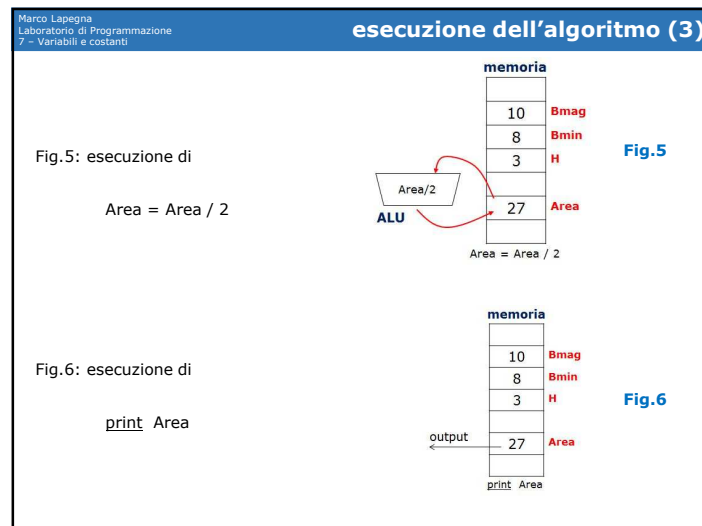 Marco Lapegna
Laboratorio di Programmazione
7 – Variabili e costanti
esecuzione dell'algoritmo (3)
Fig.5: esecuzione di
Area = Area / 2
memoria
10 Bmag
8 Bmin
3 H
Area/2
ALU
27 Area
Area = Area / 2
Fig.5
Fig.6: esecuzione di
print Area
memoria
10 Bmag
8 Bmin
3 H
output
27 Area
print Area
Fig.6